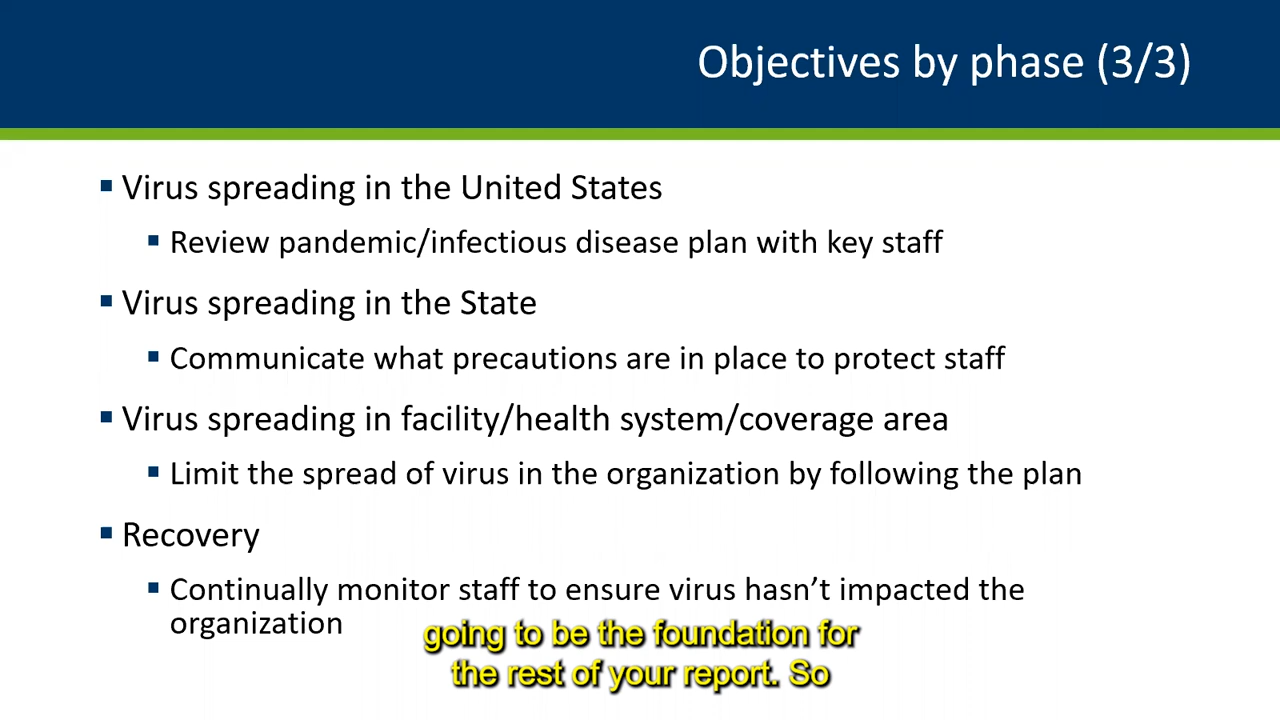 Objectives by phase (3/3)
▪ Virus spreading in the United States
▪ Review pandemic/infectious disease plan with key staff
▪ Virus spreading in the State
▪ Communicate what precautions are in place to protect staff
▪ Virus spreading in facility/health system/coverage area
▪ Limit the spread of virus in the organization by following the plan
▪ Recovery
▪ Continually monitor staff to ensure virus hasn’t impacted the
organization
going to be the foundation for
the rest of your report. So